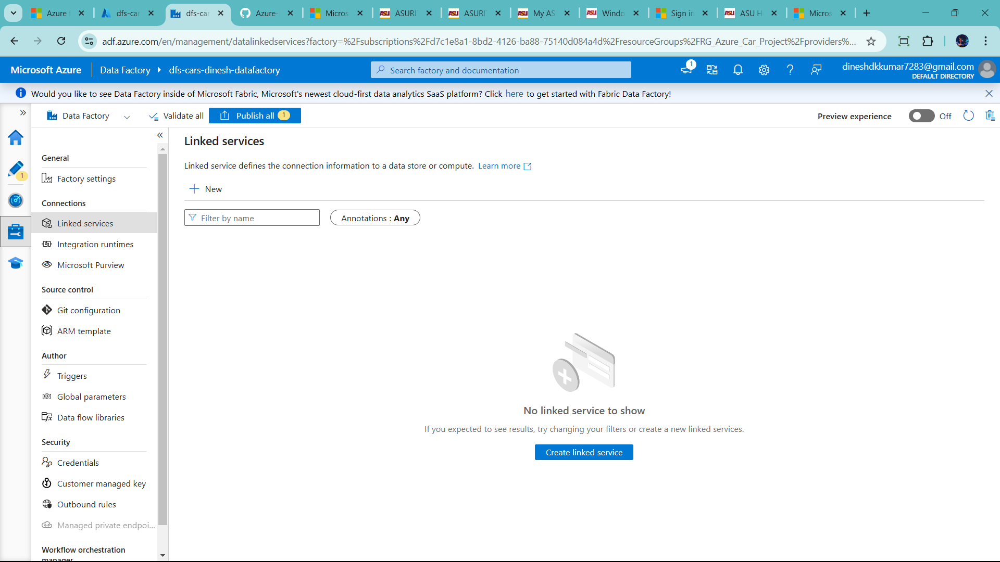 Azure
dfs-car
dfs-car
Azure-
Micros
ASURI
ASURI
My AS
Windo
Sign in
ASU H
Micros
adf.azure.com/en/management/datalinkedservices?factory=%2Fsubscriptions%2Fd7c1e8a1-8bd2-4126-ba88-75140d084a4d%2FresourceGroups%2FRG_Azure_Car_Project%2Fproviders%...
Microsoft Azure
Data Factory
dfs-cars-dinesh-datafactory
Search factory and documentation
1
dineshdkkumar7283@gmail.com
DEFAULT DIRECTORY
Would you like to see Data Factory inside of Microsoft Fabric, Microsoft's newest cloud-first data analytics SaaS platform? Click here to get started with Fabric Data Factory!
Data Factory
Validate all
Publish all 1
Preview experience
Off
1
General
Factory settings
Connections
Linked services
Integration runtimes
Microsoft Purview
Source control
Git configuration
ARM template
Author
Triggers
Global parameters
Data flow libraries
Security
Credentials
Customer managed key
Outbound rules
Managed private endpoi...
Workflow orchestration
manager
Linked services
Linked service defines the connection information to a data store or compute. Learn more
New
Filter by name
Annotations : Any
No linked service to show
If you expected to see results, try changing your filters or create a new linked services.
Create linked service